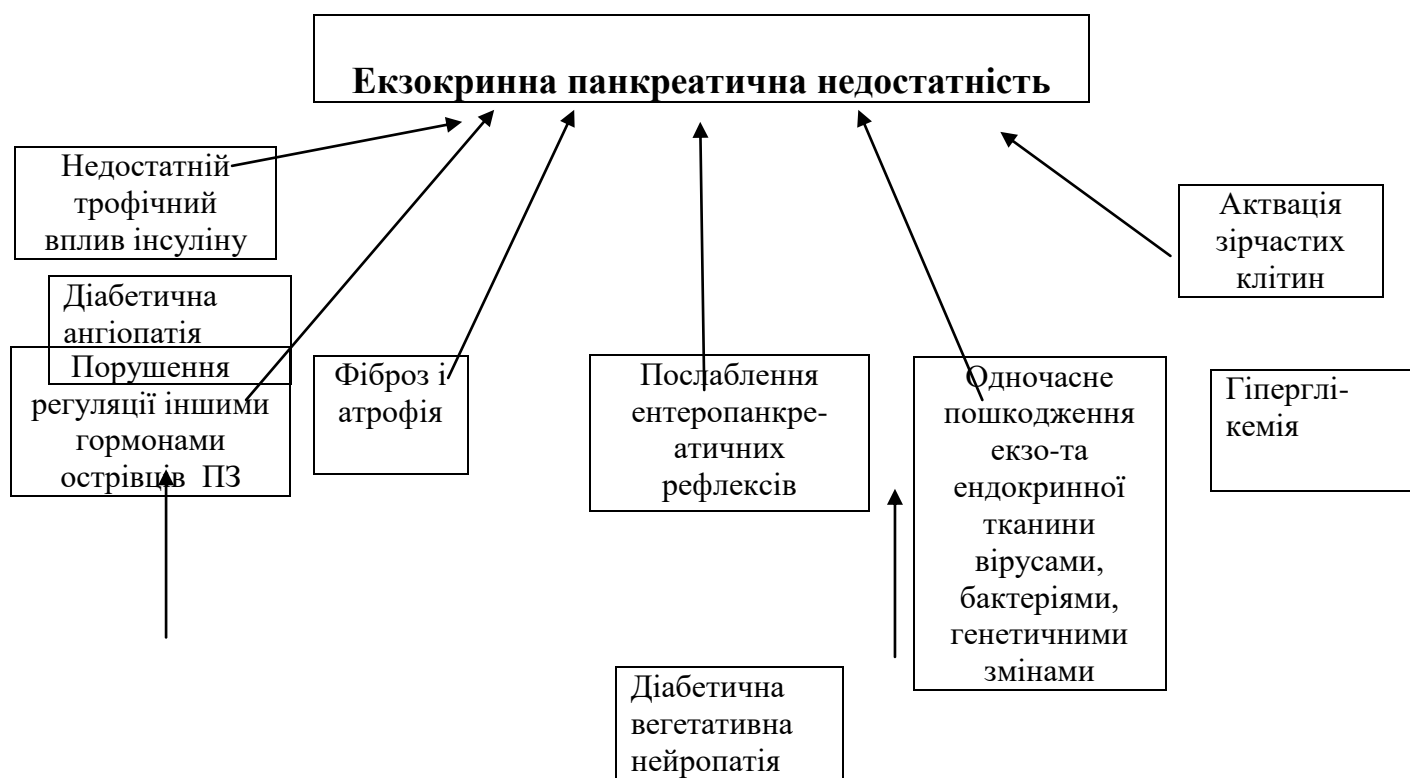 Екзокринна панкреатична недостатність
Недостатній
трофічний
вплив інсуліну
Актвація
зірчастих
клітин
Діабетична
ангіопатія
Порушення
регуляції іншими
гормонами
острівців ПЗ
Фіброз і
атрофія
Послаблення
ентеропанкре-
атичних
рефлексів
Одночасне
пошкодження
екзо-та
ендокринної
тканини
вірусами,
бактеріями,
генетичними
змінами
Гіперглі-
кемія
Діабетична
вегетативна
нейропатія